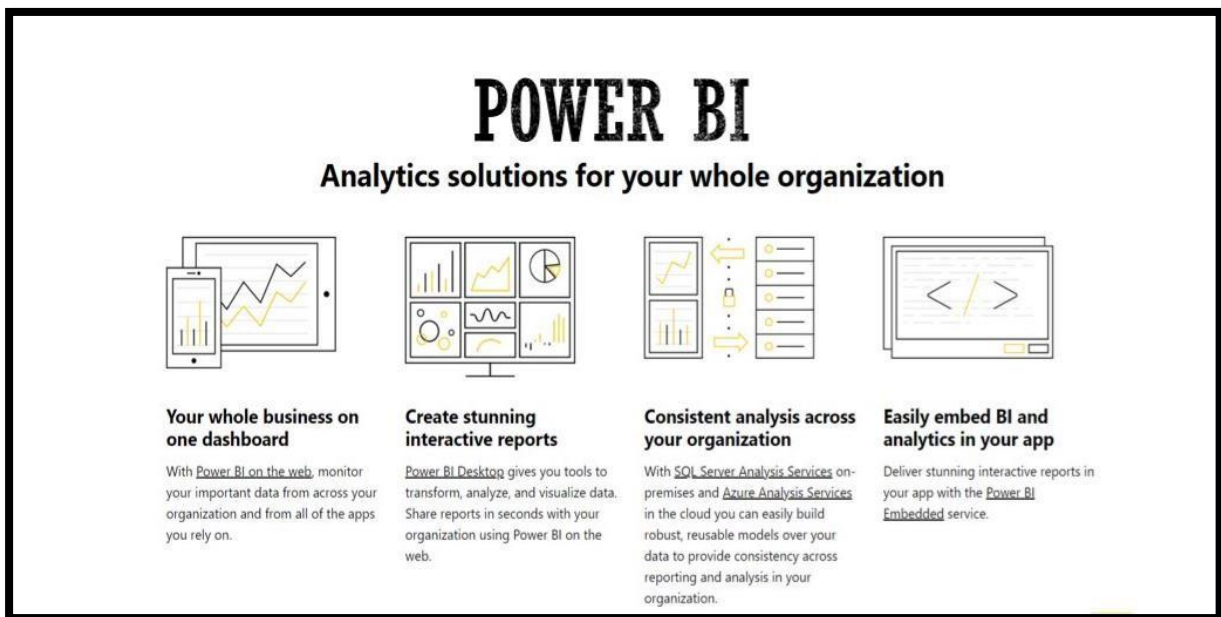 POWER BI
Analytics solutions for your whole organization
Your whole business on
one dashboard
With Power BI on the web, monitor
your important data from across your
organization and from all of the apps
you rely on.
Create stunning
interactive reports
Power BI Desktop gives you tools to
transform, analyze, and visualize data.
Share reports in seconds with your
organization using Power BI on the
web.
Consistent analysis across
your organization
With SQL Server Analysis Services on-
premises and Azure Analysis Services
in the cloud you can easily build
robust, reusable models over your
data to provide consistency across
reporting and analysis in your
organization.
Easily embed BI and
analytics in your app
Deliver stunning interactive reports in
your app with the Power BI
Embedded service.